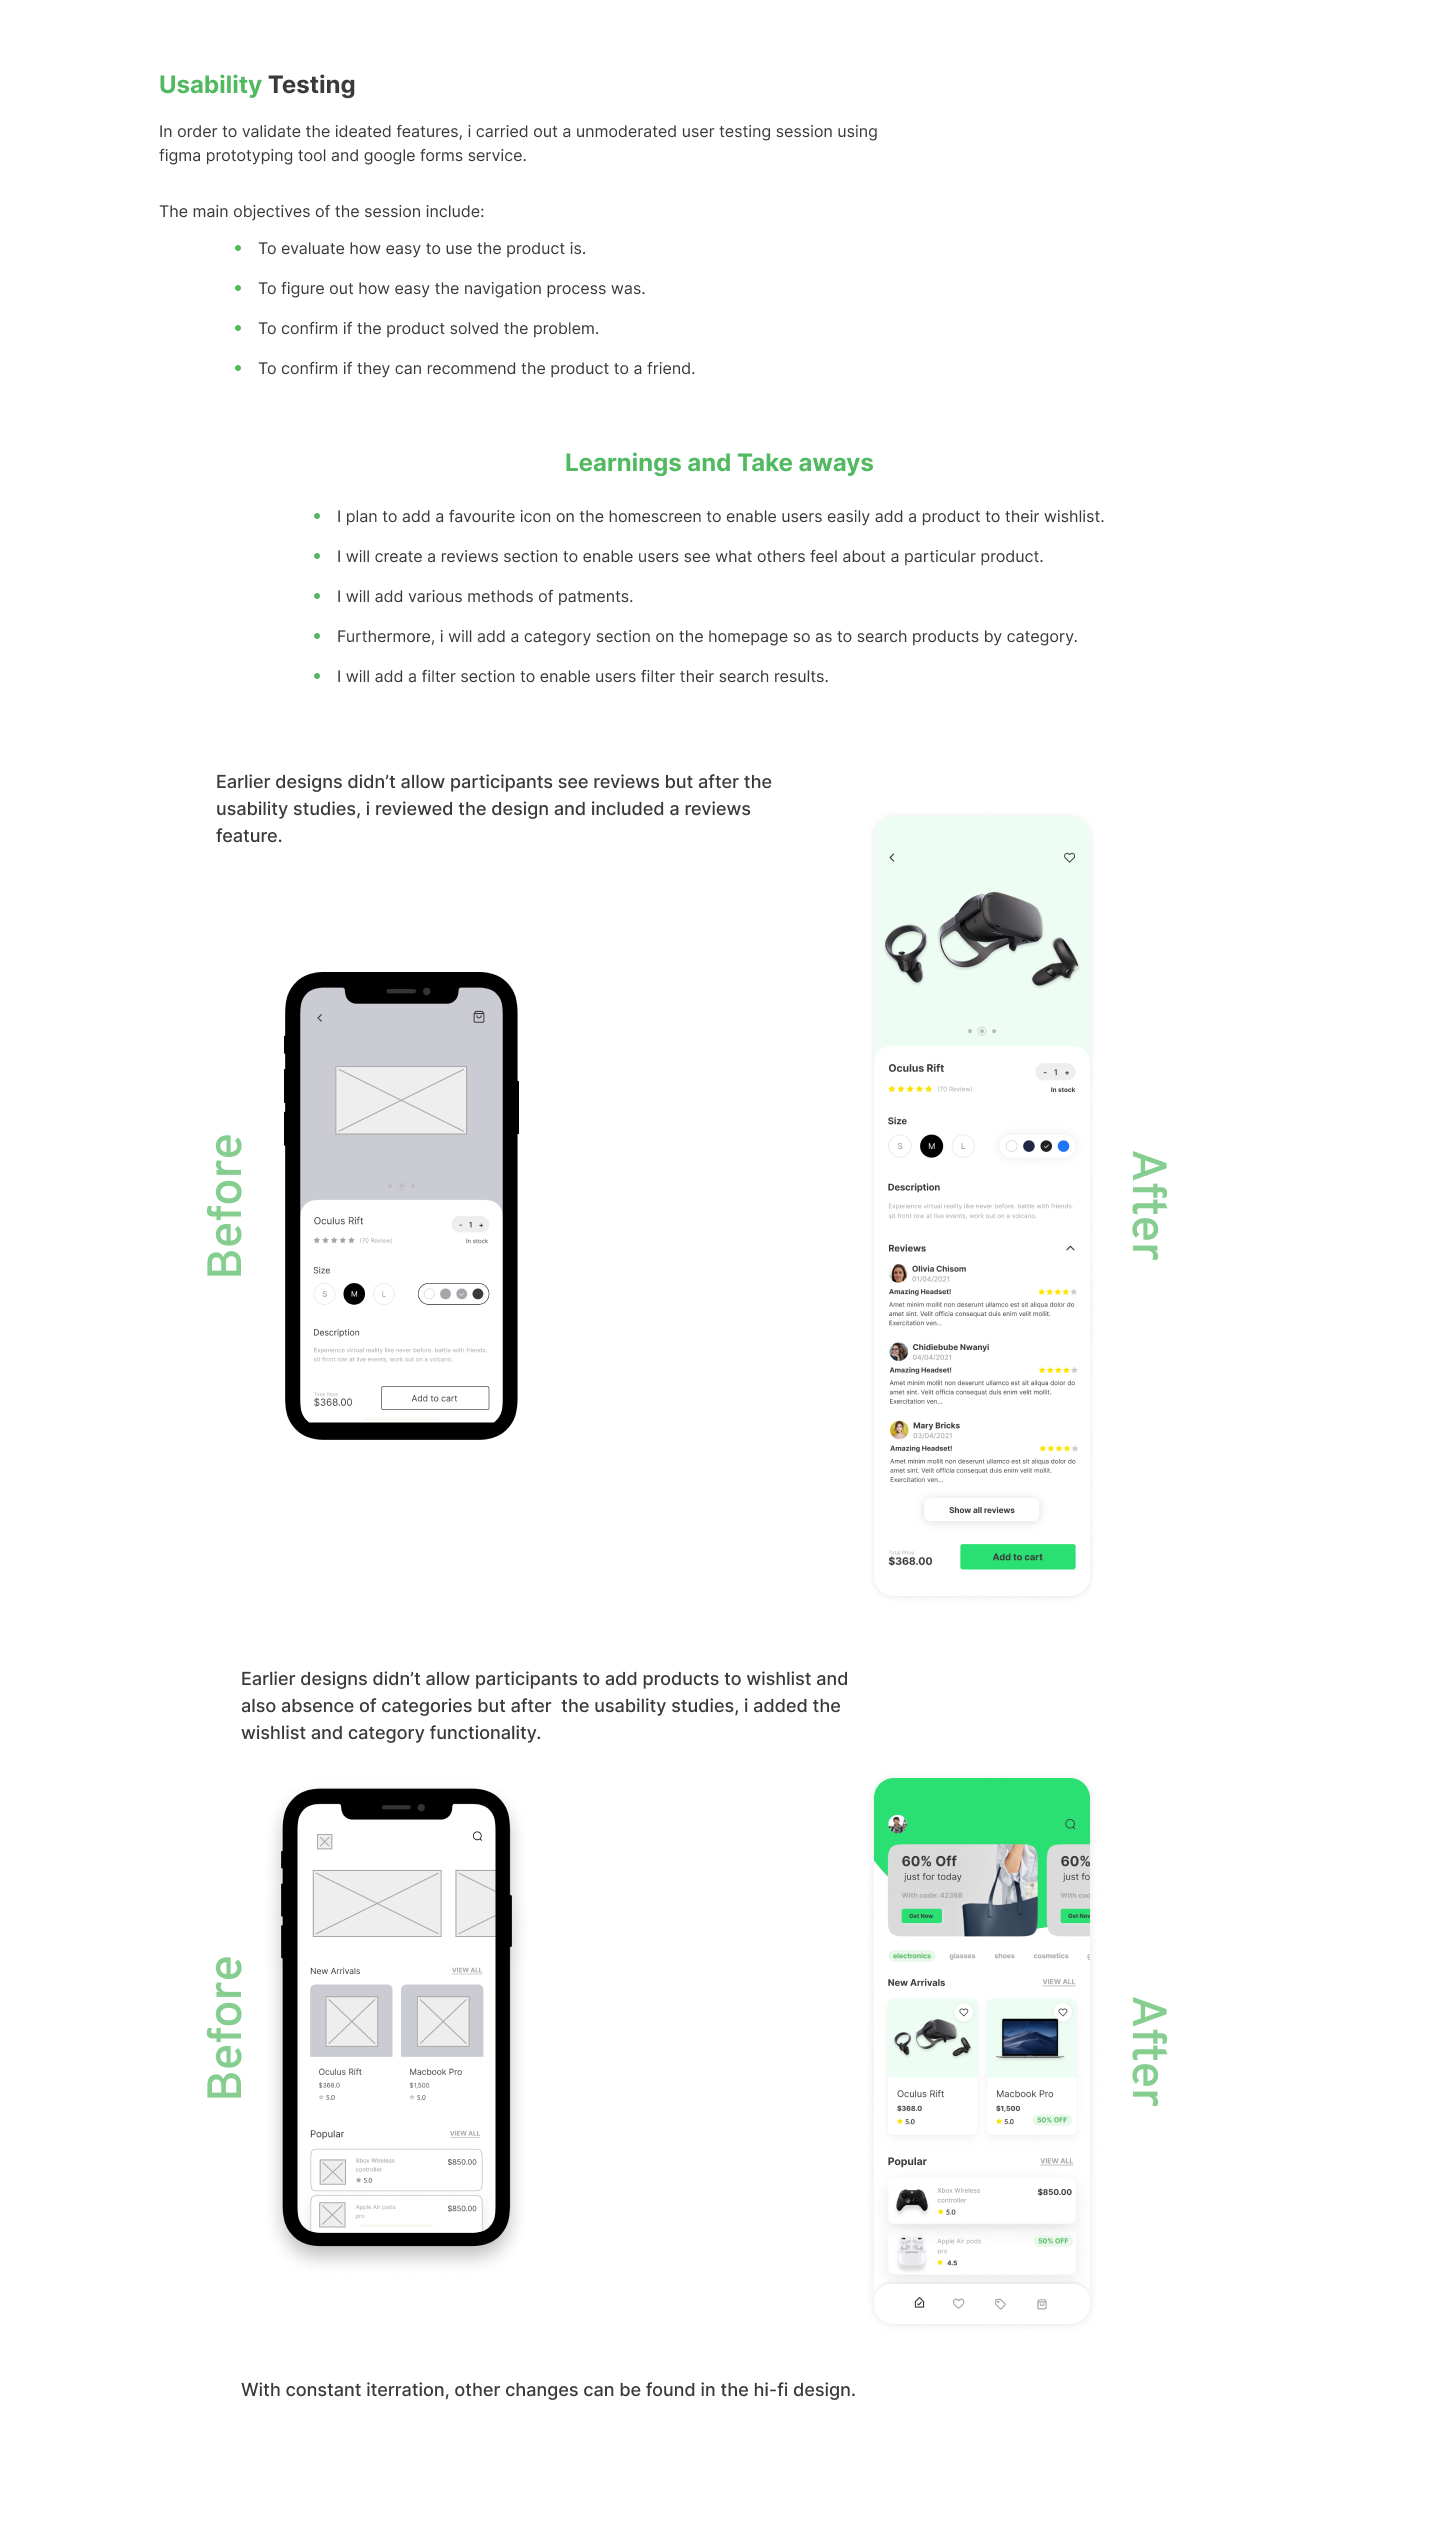 Usability Testing
In order to validate the ideated features, i carried out a unmoderated user testing session using
figma prototyping tool and google forms service.
The main objectives of the session include:
To evaluate how easy to use the product is.
To figure out how easy the navigation process was.
To confirm if the product solved the problem.
To confirm if they can recommend the product to a friend.
Learnings and Take aways
I plan to add a favourite icon on the homescreen to enable users easily add a product to their wishlist.
I will create a reviews section to enable users see what others feel about a particular product.
I will add various methods of patments.
Furthermore, i will add a category section on the homepage so as to search products by category.
I will add a filter section to enable users filter their search results.
Earlier designs didn’t allow participants see reviews but after the
usability studies, i reviewed the design and included a reviews
feature.
Before
Oculus Rift
- 1 +
(70 Review)
In stock
Size
S M L
Description
Experience virtual reality like never before. battle with friends.
sit front row at live events, work out on a volcano.
Total Price
$368.00
Add to cart
Oculus Rift
- 1 +
(70 Review)
In stock
Size
S M L
Description
Experience virtual reality like never before. battle with friends.
sit front row at live events, work out on a volcano.
Reviews
Olivia Chisom
01/04/2021
Amazing Headset!
Amet minim mollit non deserunt ullamco est sit aliqua dolor do
amet sint. Velit officia consequat duis enim velit mollit.
Exercitation ven...
Chidiebube Nwanyi
04/04/2021
Amazing Headset!
Amet minim mollit non deserunt ullamco est sit aliqua dolor do
amet sint. Velit officia consequat duis enim velit mollit.
Exercitation ven...
Mary Bricks
03/04/2021
Amazing Headset!
Amet minim mollit non deserunt ullamco est sit aliqua dolor do
amet sint. Velit officia consequat duis enim velit mollit.
Exercitation ven...
Show all reviews
Total Price
$368.00
Add to cart
After
Earlier designs didn’t allow participants to add products to wishlist and
also absence of categories but after  the usability studies, i added the
wishlist and category functionality.
Before
New Arrivals
VIEW ALL
Oculus Rift
$368.0
5.0
Macbook Pro
$1,500
5.0
Popular
VIEW ALL
Xbox Wireless
controller
5.0
$850.00
Apple Air pods
pro
$850.00
60% Off
just for today
With code: 4236B
Get Now
60%
just fo
With cod
Get Nov
electronics glasses shoes cosmetics g
New Arrivals
VIEW ALL
Oculus Rift
$368.0
5.0
Macbook Pro
$1,500
5.0
50% OFF
Popular
VIEW ALL
Xbox Wireless
controller
5.0
$850.00
Apple Air pods
pro
4.5
50% OFF
After
With constant iterration, other changes can be found in the hi-fi design.